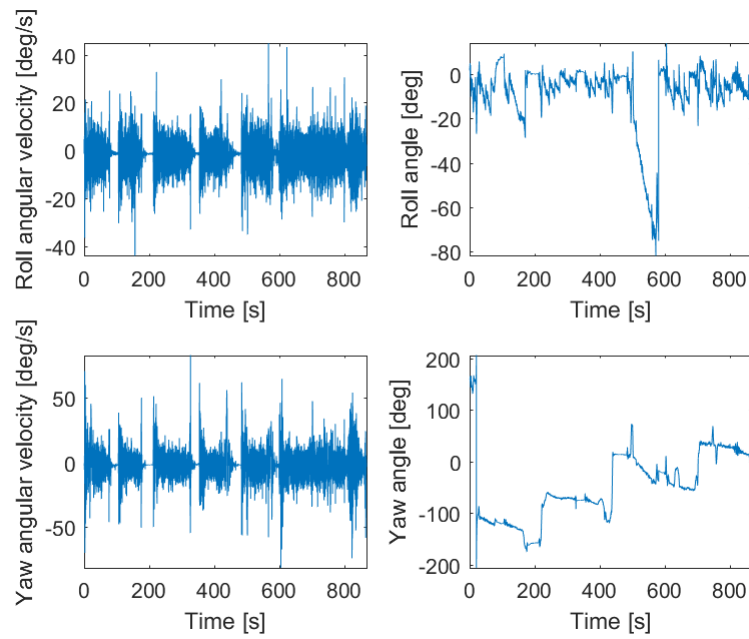 Roll angular velocity [deg/s]
40
20
0
-20
-40
0 200 400 600 800
Time [s]
Roll angle [deg]
0
-20
-40
-60
-80
0 200 400 600 800
Time [s]
Yaw angular velocity [deg/s]
50
0
-50
0 200 400 600 800
Time [s]
Yaw angle [deg]
200
100
0
-100
-200
0 200 400 600 800
Time [s]